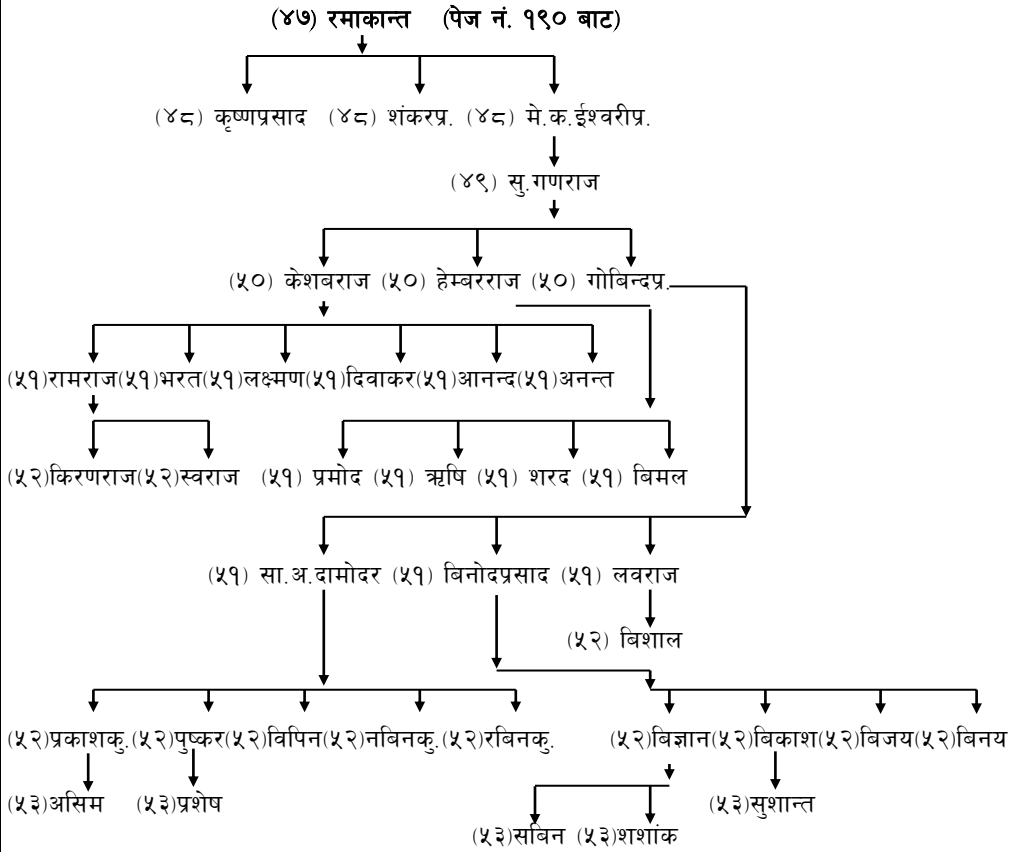 (४७) रमाकान्त (पेज नं. १९० बाट)
(४८) कृष्णप्रसाद (४८) शंकरप्र. (४८) मे.क.ईश्वरीप्र.
(४९) सु.गणराज
(५०) केशबराज (५०) हेम्बरराज (५०) गोबिन्दप्र.
(५१)रामराज(५१)भरत(५१)लक्ष्मण(५१)दिवाकर(५१)आनन्द(५१)अनन्त
(५२)किरणराज(५२)स्वराज (५१) प्रमोद (५१) ऋषि (५१) शरद (५१) बिमल
(५१) सा.अ.दामोदर (५१) बिनोदप्रसाद (५१) लवराज
(५२) बिशाल
(५२)प्रकाशकु.(५२)पुष्कर(५२)विपिन(५२)नबिनकु.(५२)रबिनकु. (५२)बिज्ञान(५२)बिकाश(५२)बिजय(५२)बिनय
(५३)असिम (५३)प्रशेष (५३)सुशान्त
(५३)सबिन (५३)शशांक